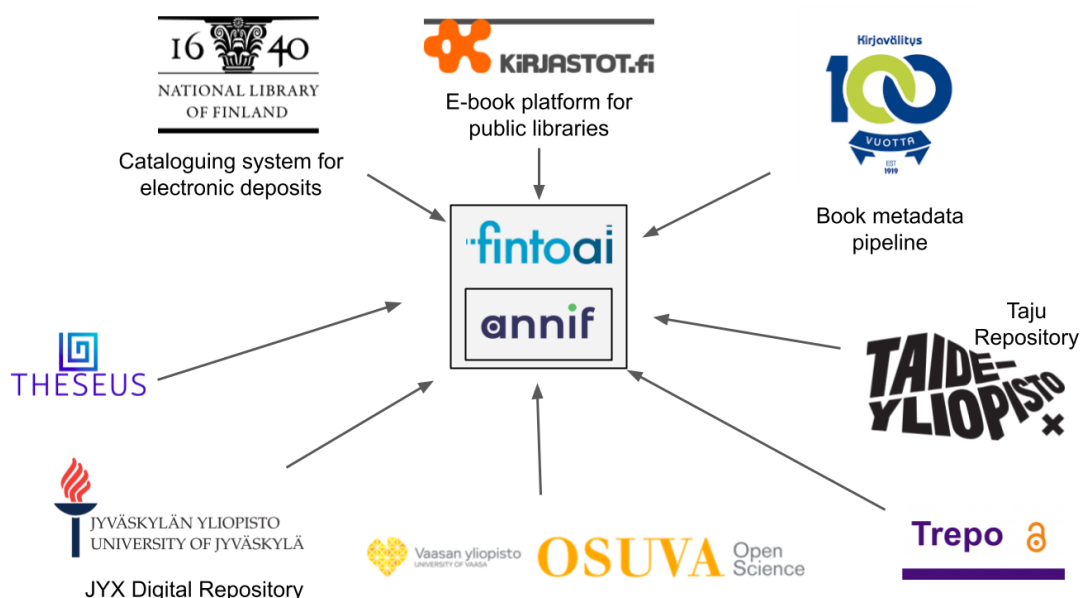 16 40
NATIONAL LIBRARY
OF FINLAND
Cataloguing system for
electronic deposits
KiRJASTOT.fi
E-book platform for
public libraries
Kirjavälitys
100
VUOTTA
EST
1919
Book metadata
pipeline
fintoai
annif
THESEUS
Taju
Repository
TAIDE-
YLIOPISTO
JYVÄSKYLÄN YLIOPISTO
UNIVERSITY OF JYVÄSKYLÄ
JYX Digital Repository
Vaasan yliopisto
UNIVERSITY OF VAASA
OSUVA Open
Science
Trepo